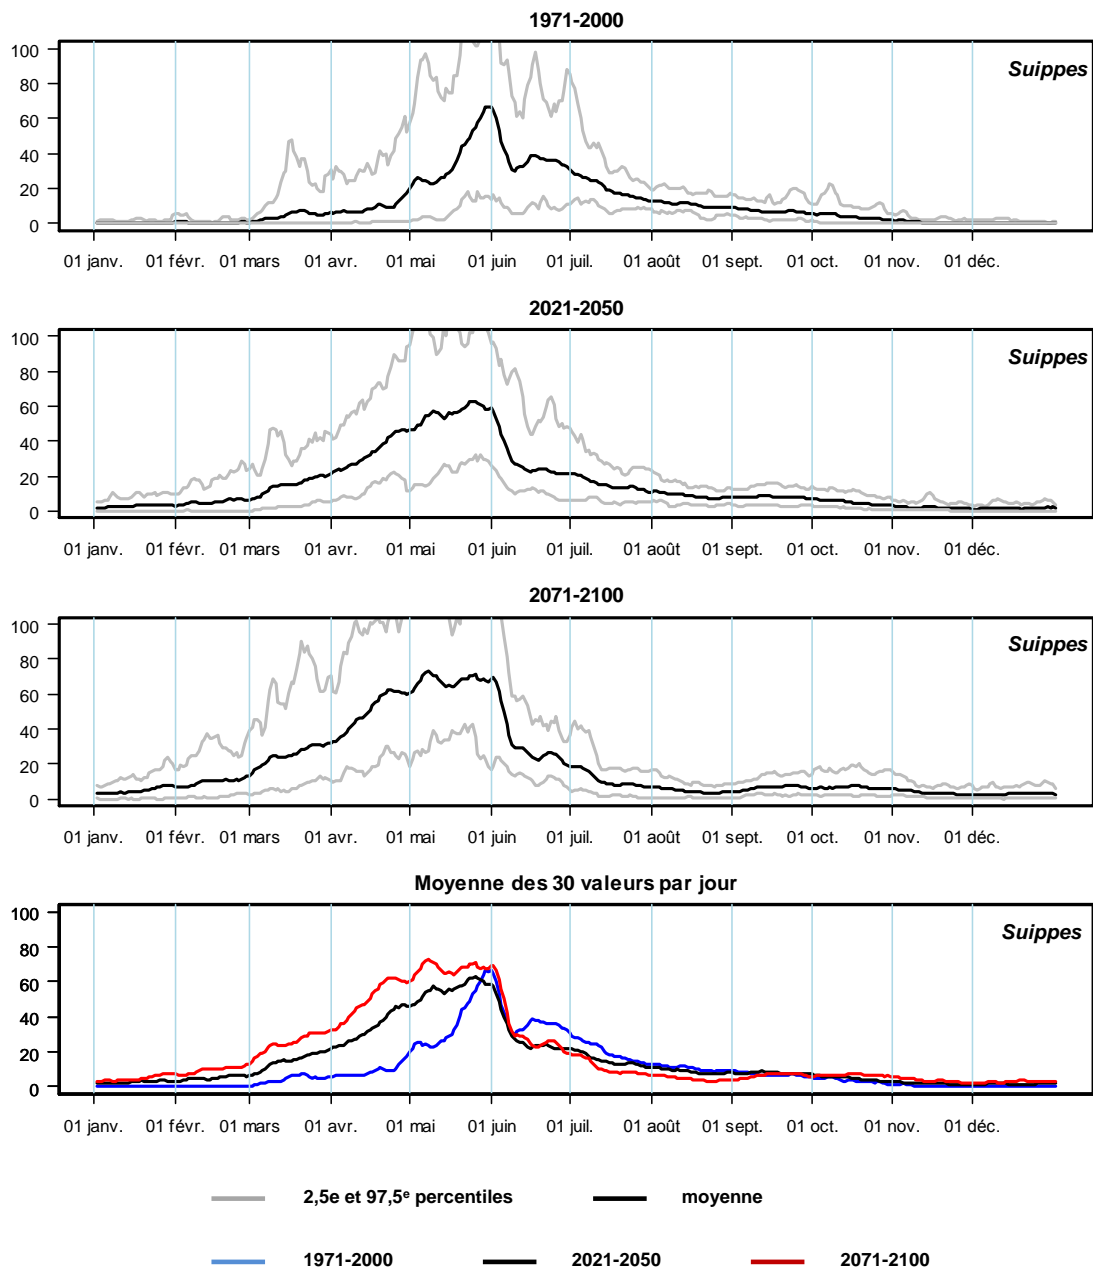 1971-2000
Suippes
100
80
60
40
20
0
01 janv. 01 févr. 01 mars 01 avr. 01 mai 01 juin 01 juil. 01 août 01 sept. 01 oct. 01 nov. 01 déc.
2021-2050
Suippes
100
80
60
40
20
0
01 janv. 01 févr. 01 mars 01 avr. 01 mai 01 juin 01 juil. 01 août 01 sept. 01 oct. 01 nov. 01 déc.
2071-2100
Suippes
100
80
60
40
20
0
01 janv. 01 févr. 01 mars 01 avr. 01 mai 01 juin 01 juil. 01 août 01 sept. 01 oct. 01 nov. 01 déc.
Moyenne des 30 valeurs par jour
Suippes
100
80
60
40
20
0
01 janv. 01 févr. 01 mars 01 avr. 01 mai 01 juin 01 juil. 01 août 01 sept. 01 oct. 01 nov. 01 déc.
2,5e et 97,5ᵉ percentiles moyenne
1971-2000 2021-2050 2071-2100